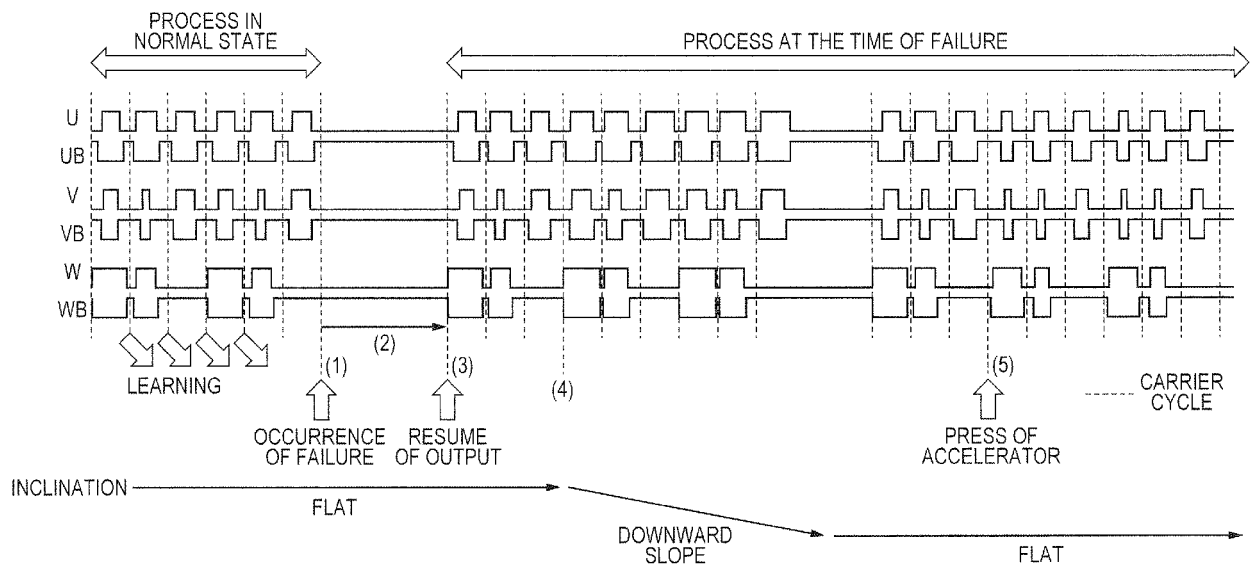 PROCESS IN
NORMAL STATE
PROCESS AT THE TIME OF FAILURE
U
UB
V
VB
W
WB
LEARNING
(1)
(2)
(3)
(4)
(5)
OCCURRENCE
OF FAILURE
RESUME
OF OUTPUT
PRESS OF
ACCELERATOR
CARRIER
CYCLE
INCLINATION
FLAT
DOWNWARD
SLOPE
FLAT